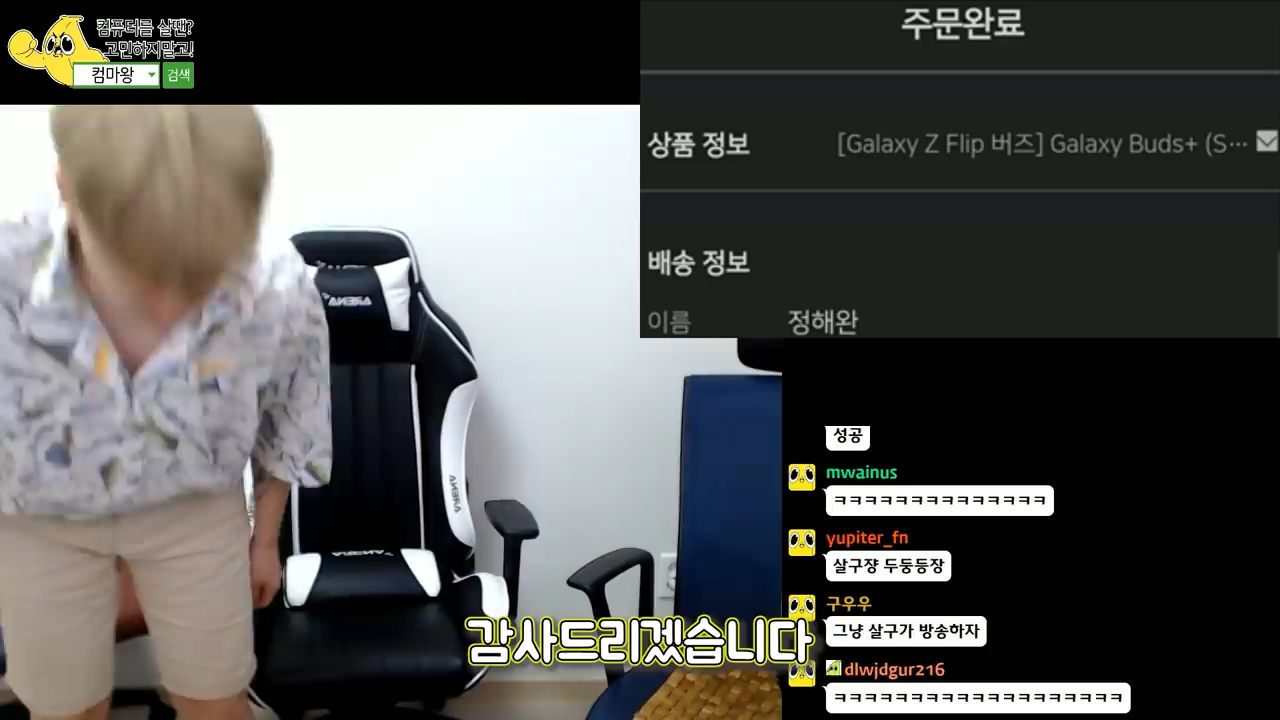 컴퓨터를 살땐?
고민하지말고!
컴마왕
검색
주문완료
상품 정보
[Galaxy Z Flip 버즈] Galaxy Buds+ (S…
배송 정보
이름
정해완
ARENA
ARENA
성공
mwainus
ㅋㅋㅋㅋㅋㅋㅋㅋㅋㅋㅋㅋㅋㅋ
yupiter_fn
살구쟝 두둥등장
구우우
그냥 살구가 방송하자
dlwjdgur216
ㅋㅋㅋㅋㅋㅋㅋㅋㅋㅋㅋㅋㅋㅋㅋㅋㅋㅋㅋ
감사드리겠습니다